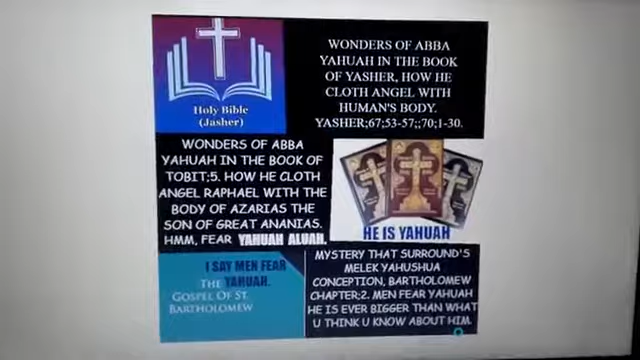 Holy Bible
(Jasher)
WONDERS OF ABBA
YAHUAH IN THE BOOK
OF YASHER, HOW HE
CLOTH ANGEL WITH
HUMAN'S BODY.
YASHER;67;53-57;;70;1-30.
WONDERS OF ABBA
YAHUAH IN THE BOOK OF
TOBIT;5. HOW HE CLOTH
ANGEL RAPHAEL WITH THE
BODY OF AZARIAS THE
SON OF GREAT ANANIAS.
HMM, FEAR YAHUAH ALUAH.
HE IS YAHUAH
I SAY MEN FEAR
YAHUAH.
THE
GOSPEL OF ST.
BARTHOLOMEW
MYSTERY THAT SURROUND'S
MELEK YAHUSHUA
CONCEPTION, BARTHOLOMEW
CHAPTER;2. MEN FEAR YAHUAH
HE IS EVER BIGGER THAN WHAT
U THINK U KNOW ABOUT HIM.